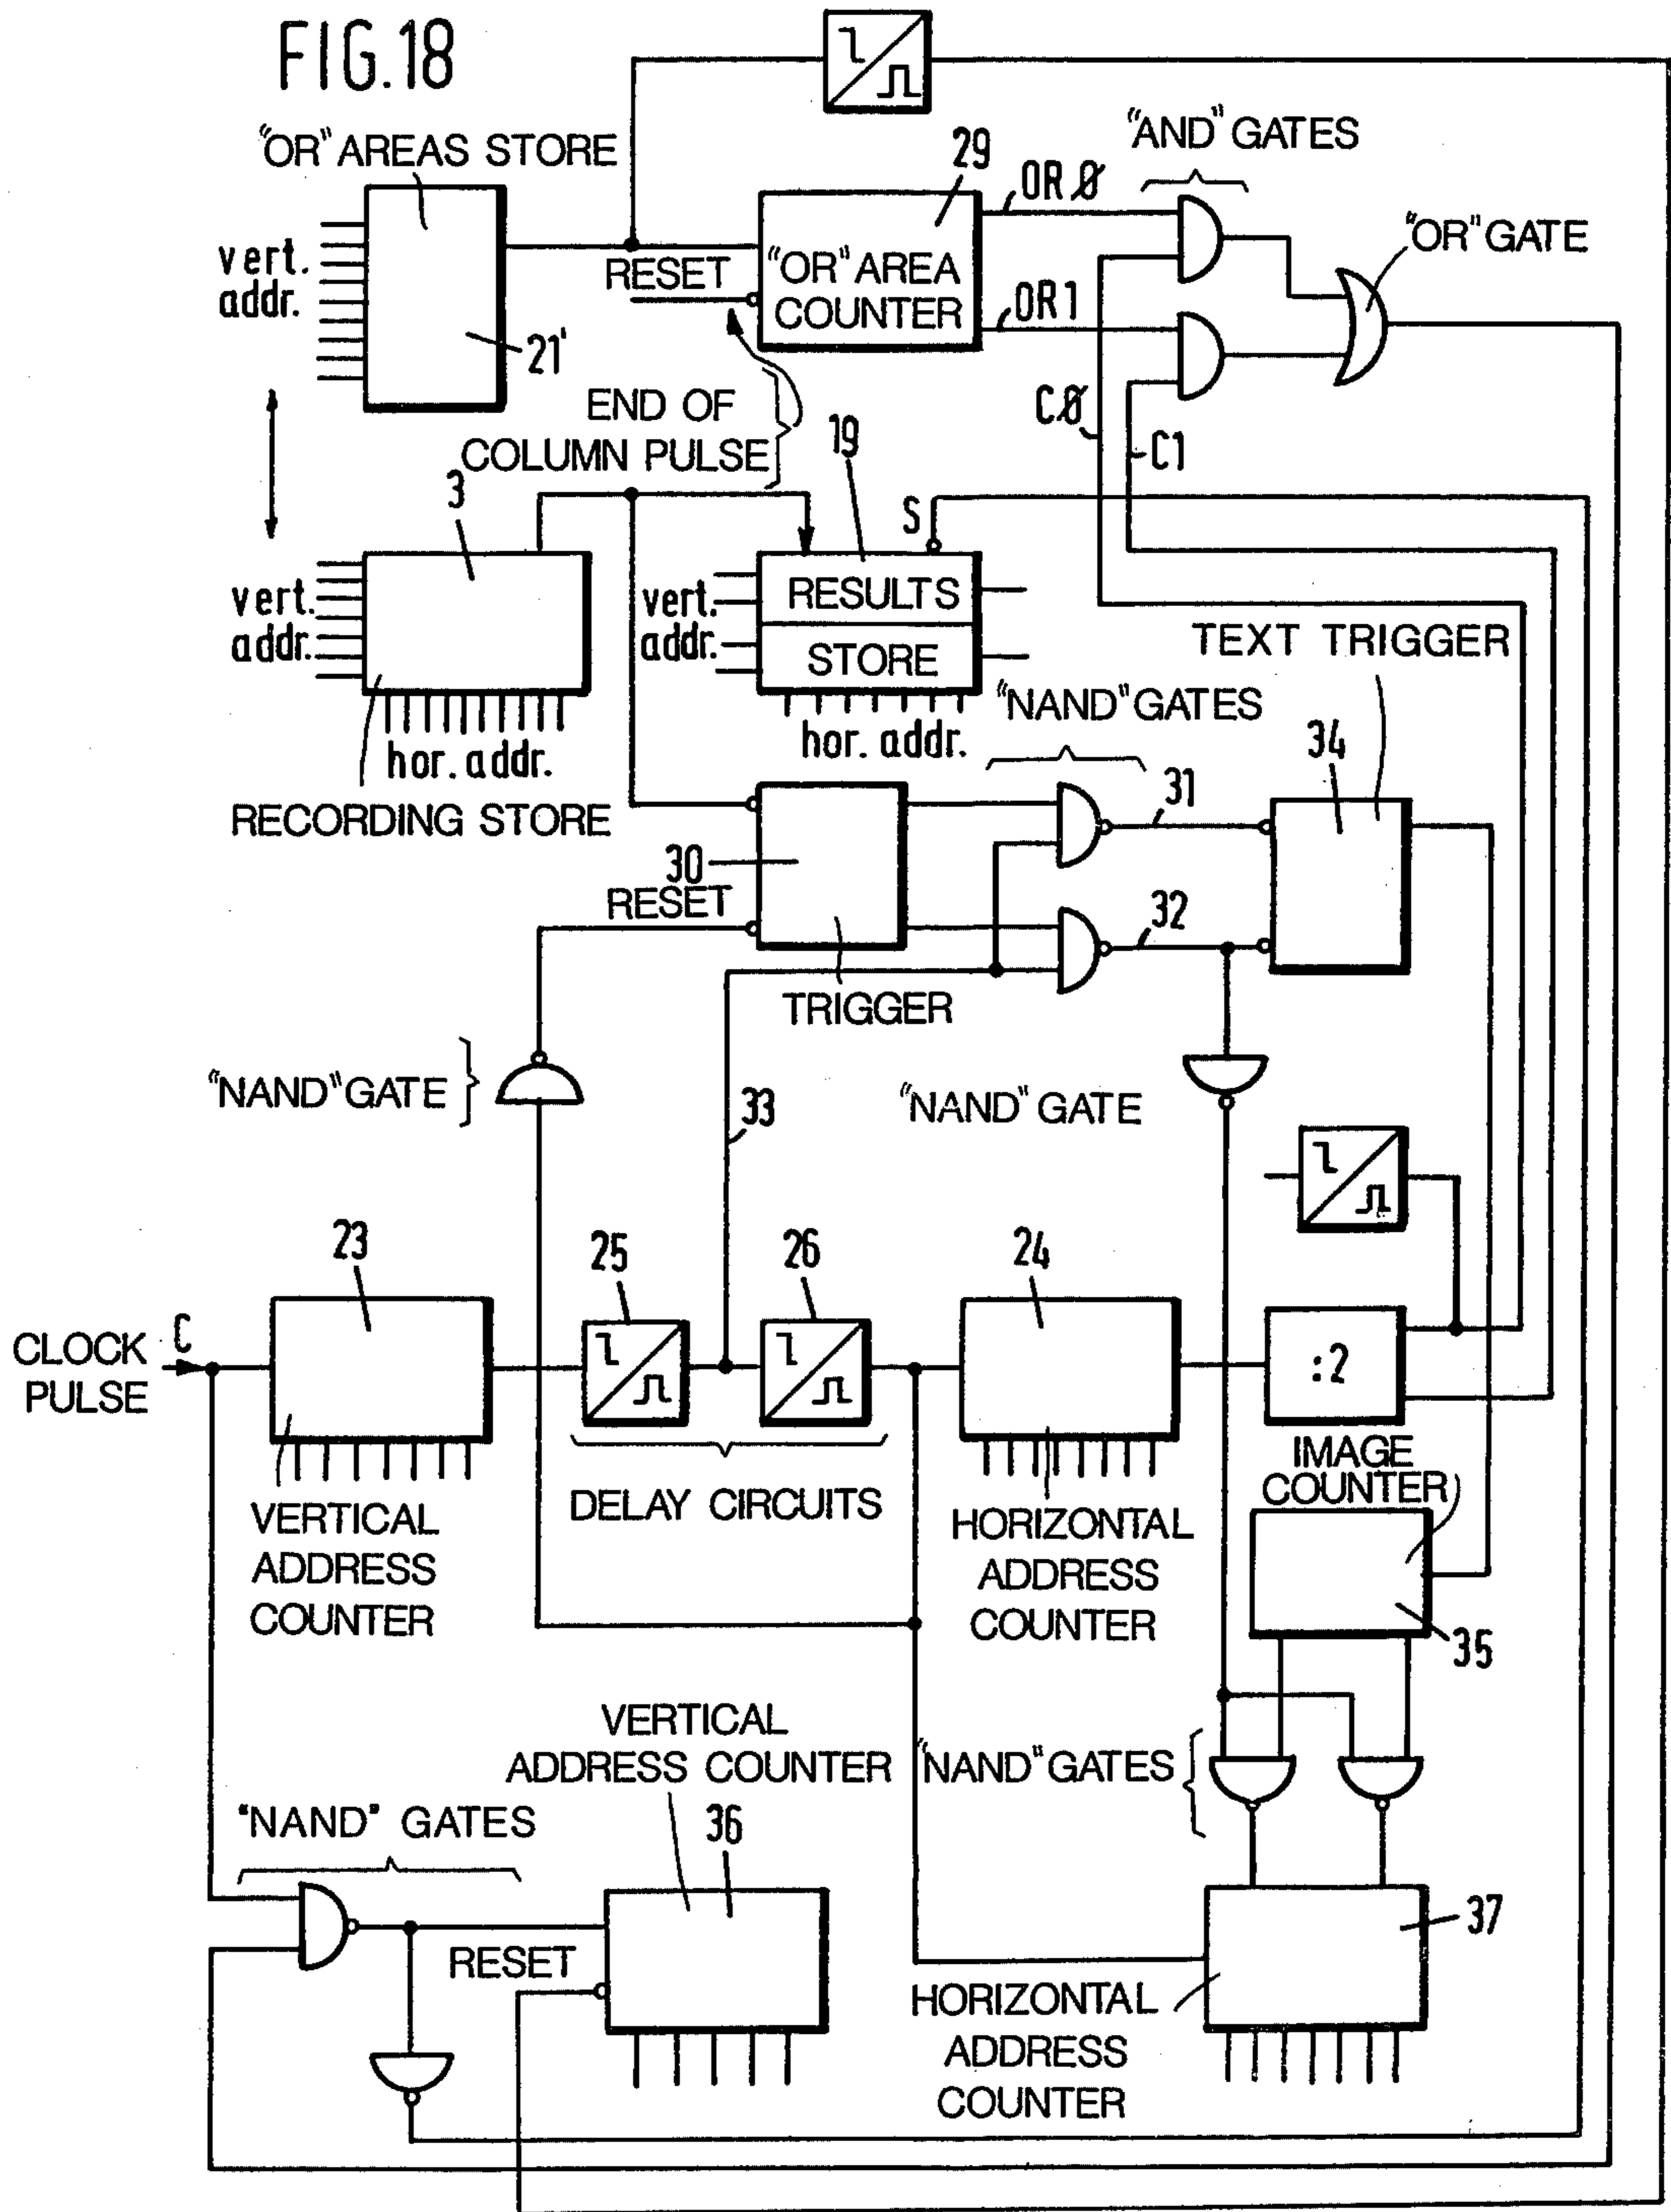 FIG.18
"OR" AREAS STORE
"AND" GATES
29
OR Ø
"OR" GATE
vert.
addr.
RESET
"OR" AREA
COUNTER
OR 1
21'
END OF
COLUMN PULSE
CØ
C1
19
3
S
vert.
addr.
vert.
addr.
RESULTS
STORE
TEXT TRIGGER
hor. addr.
hor. addr.
"NAND" GATES
34
RECORDING STORE
31
30
RESET
32
TRIGGER
"NAND" GATE
33
"NAND" GATE
23
25
26
24
CLOCK
PULSE
C
:2
VERTICAL
ADDRESS
COUNTER
DELAY CIRCUITS
HORIZONTAL
ADDRESS
COUNTER
IMAGE
COUNTER
35
VERTICAL
ADDRESS COUNTER
"NAND" GATES
"NAND" GATES
36
37
RESET
HORIZONTAL
ADDRESS
COUNTER